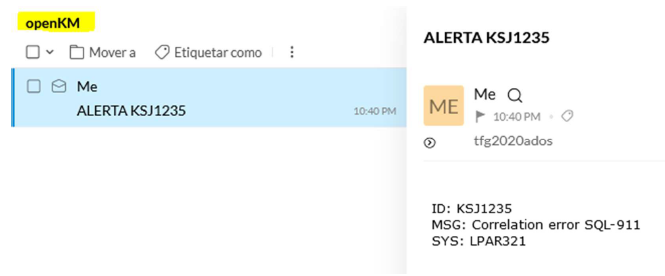 openKM
Mover a
Etiquetar como
Me
ALERTA KSJ1235
10:40 PM
ALERTA KSJ1235
ME
Me
10:40 PM
tfg2020ados
ID: KSJ1235
MSG: Correlation error SQL-911
SYS: LPAR321